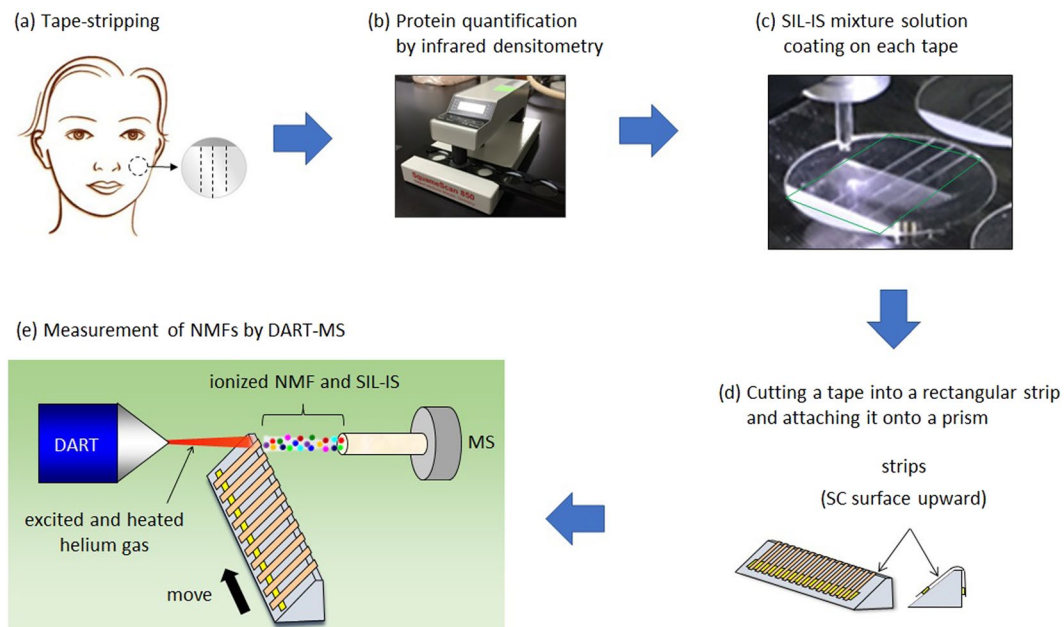 (a) Tape-stripping
(b) Protein quantification
by infrared densitometry
SquameScan 850
(c) SIL-IS mixture solution
coating on each tape
(d) Cutting a tape into a rectangular strip
and attaching it onto a prism
strips
(SC surface upward)
(e) Measurement of NMFs by DART-MS
ionized NMF and SIL-IS
DART
MS
excited and heated
helium gas
move